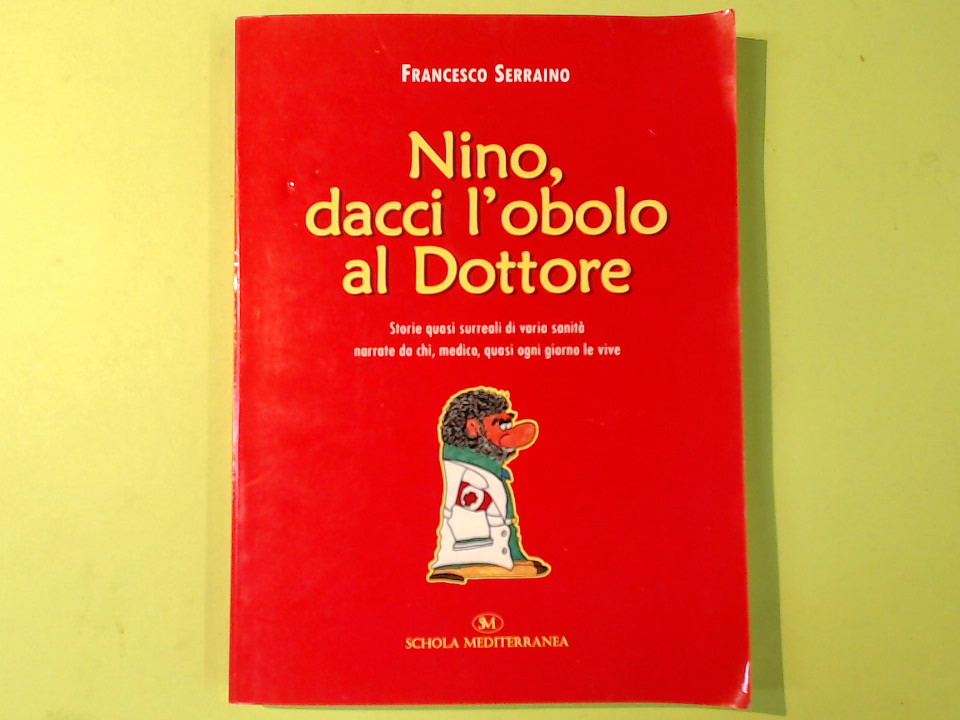 FRANCESCO SERRAINO
Nino,
dacci l'obolo
al Dottore
Storie quasi surreali di varia sanità
narrate da chi, medico, quasi ogni giorno le vive
SM
SCHOLA MEDITERRANEA